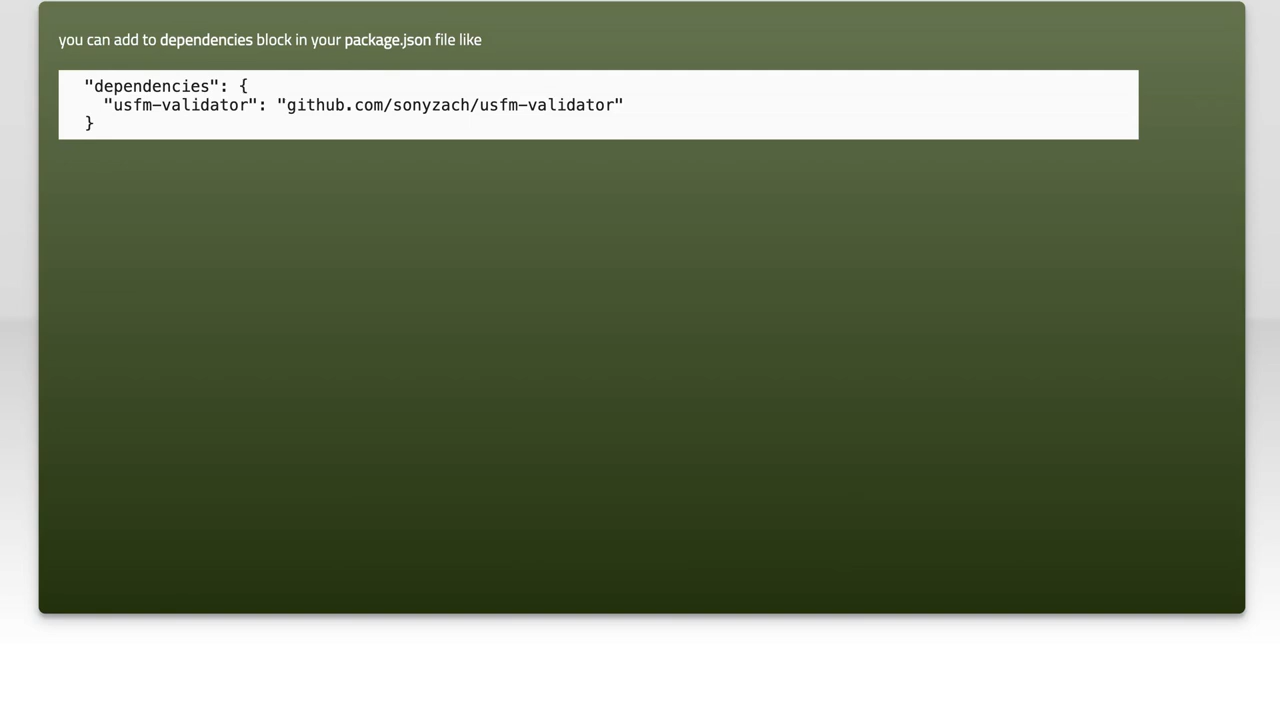 you can add to dependencies block in your package.json file like
"dependencies": {
"usfm-validator": "github.com/sonyzach/usfm-validator"
}